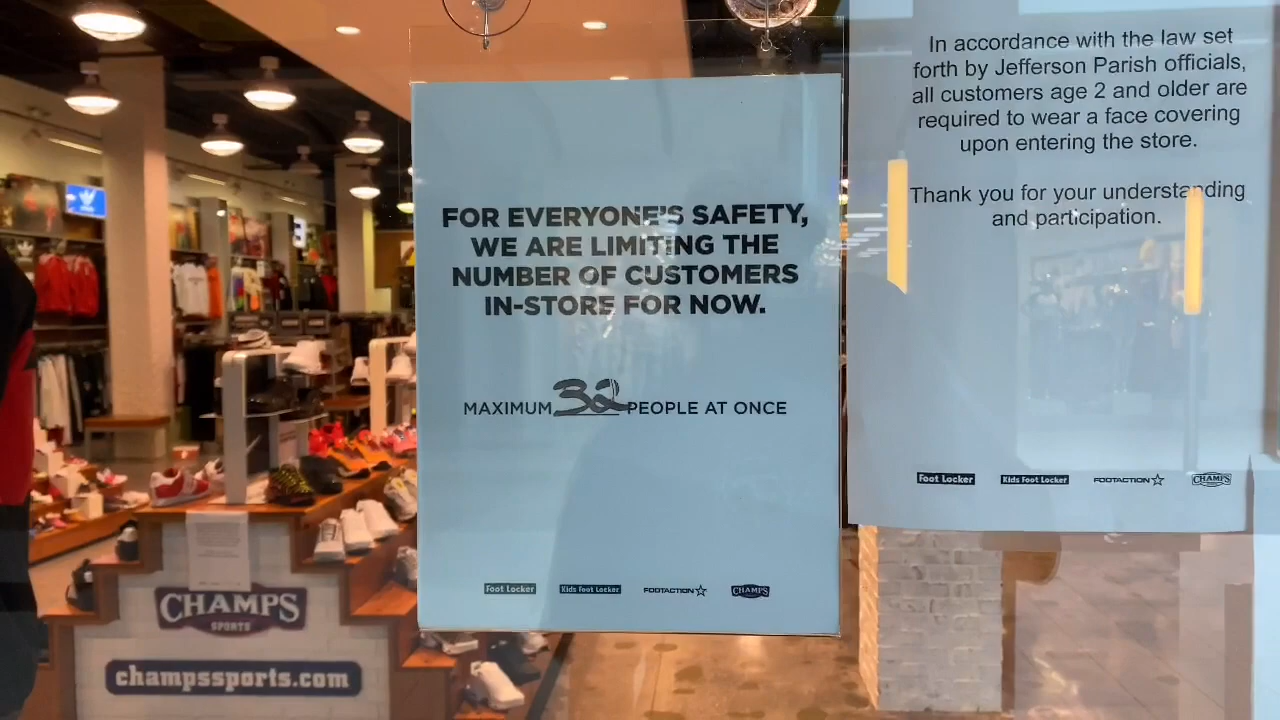 FOR EVERYONE'S SAFETY,
WE ARE LIMITING THE
NUMBER OF CUSTOMERS
IN-STORE FOR NOW.
MAXIMUM 32 PEOPLE AT ONCE
Foot Locker
Kids Foot Locker
FOOTACTION
CHAMPS
In accordance with the law set
forth by Jefferson Parish officials,
all customers age 2 and older are
required to wear a face covering
upon entering the store.
Thank you for your understanding
and participation.
Foot Locker
Kids Foot Locker
FOOTACTION
CHAMPS
CHAMPS
SPORTS
champssports.com